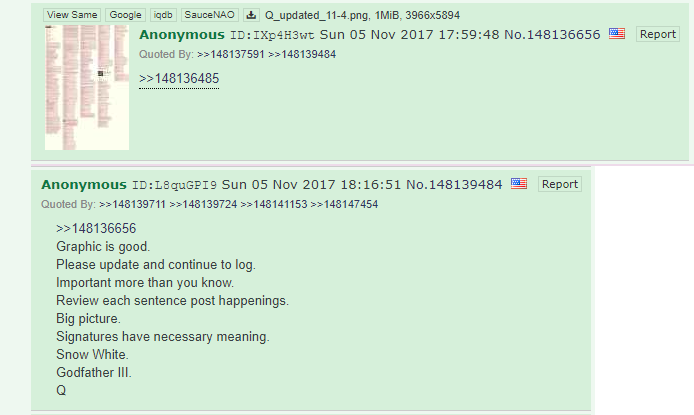 View Same Google iqdb SauceNAO Q_updated_11-4.png, 1MiB, 3966x5894
Anonymous ID:IXp4H3wt Sun 05 Nov 2017 17:59:48 No.148136656 Report
Quoted By: >>148137591 >>148139484
>>148136485
Anonymous ID:L8quGPI9 Sun 05 Nov 2017 18:16:51 No.148139484 Report
Quoted By: >>148139711 >>148139724 >>148141153 >>148147454
>>148136656
Graphic is good.
Please update and continue to log.
Important more than you know.
Review each sentence post happenings.
Big picture.
Signatures have necessary meaning.
Snow White.
Godfather III.
Q